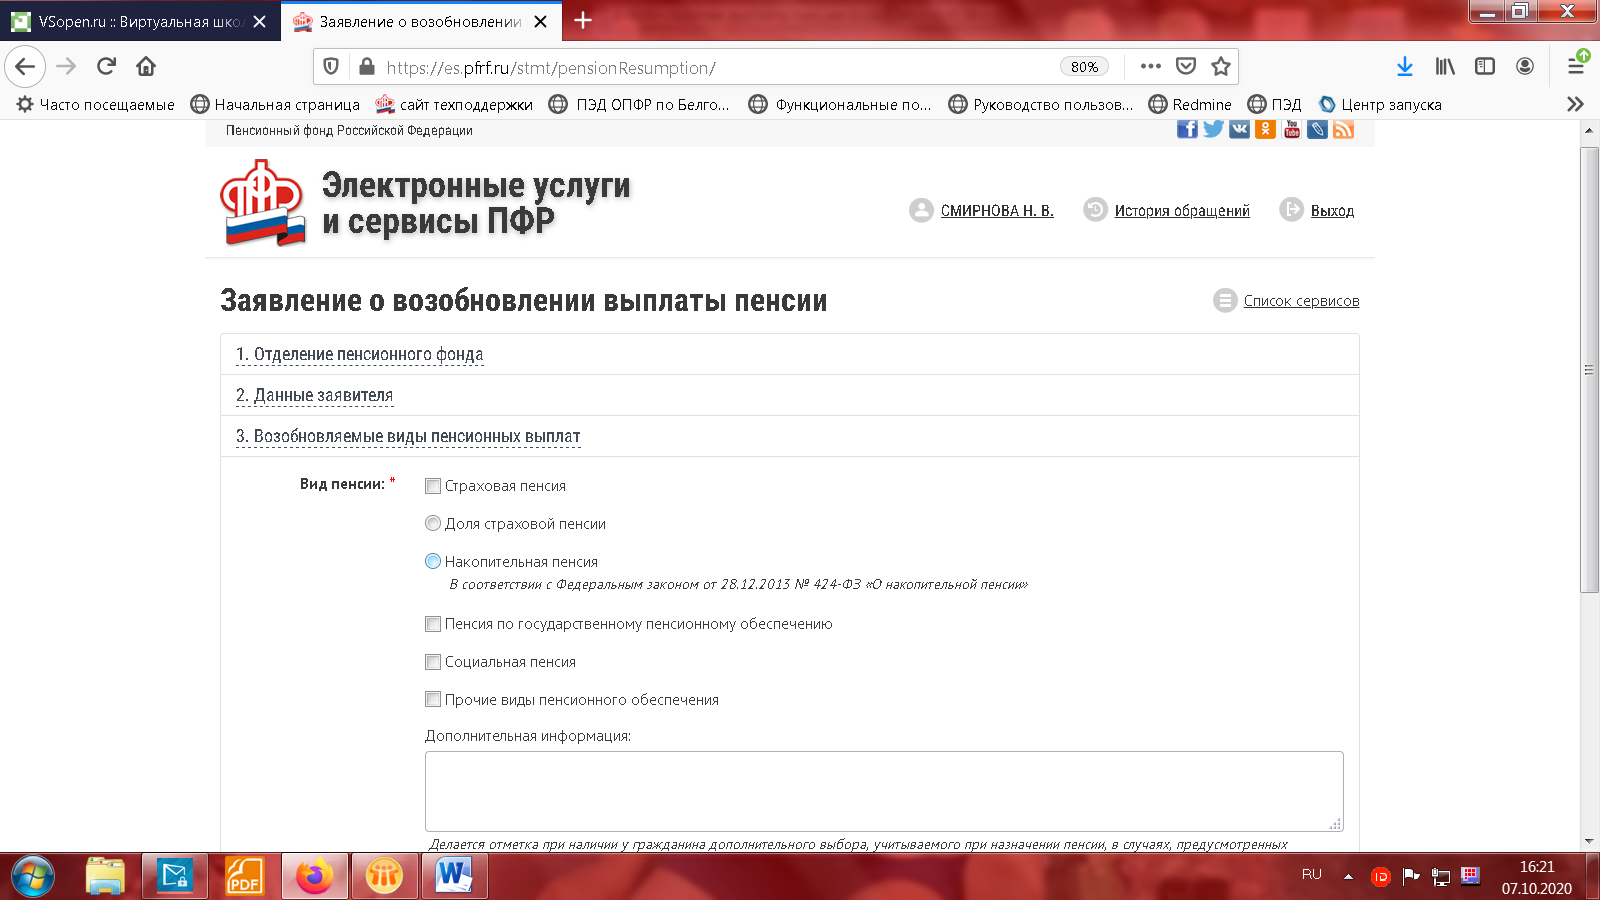 VSopen.ru :: Виртуальная шко
Заявление о возобновлении
https://es.pfrf.ru/stmt/pensionResumption/
80%
Часто посещаемые
Начальная страница
сайт техподдержки
ПЭД ОПФР по Белго...
Функциональные по...
Руководство пользов...
Redmine
ПЭД
Центр запуска
Пенсионный фонд Российской Федерации
Электронные услуги
и сервисы ПФР
СМИРНОВА Н. В.
История обращений
Выход
Заявление о возобновлении выплаты пенсии
Список сервисов
1. Отделение пенсионного фонда
2. Данные заявителя
3. Возобновляемые виды пенсионных выплат
Вид пенсии: *
Страховая пенсия
Доля страховой пенсии
Накопительная пенсия
В соответствии с Федеральным законом от 28.12.2013 № 424-ФЗ «О накопительной пенсии»
Пенсия по государственному пенсионному обеспечению
Социальная пенсия
Прочие виды пенсионного обеспечения
Дополнительная информация:
Делается отметка при наличии у гражданина дополнительного выбора, учитываемого при назначении пенсии, в случаях, предусмотренных
RU
16:21
07.10.2020